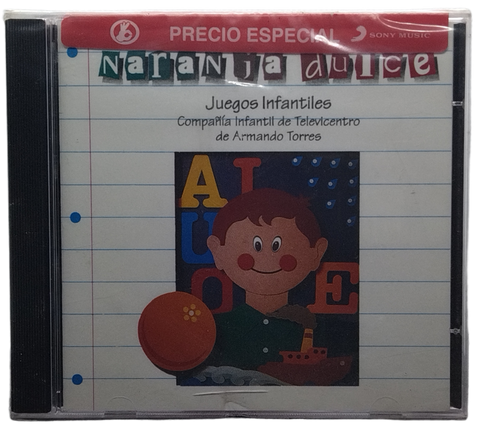 PRECIO ESPECIAL
SONY MUSIC
NaRaNja dulce
Juegos Infantiles
Compañía Infantil de Televicentro
de Armando Torres
A I
U
O E